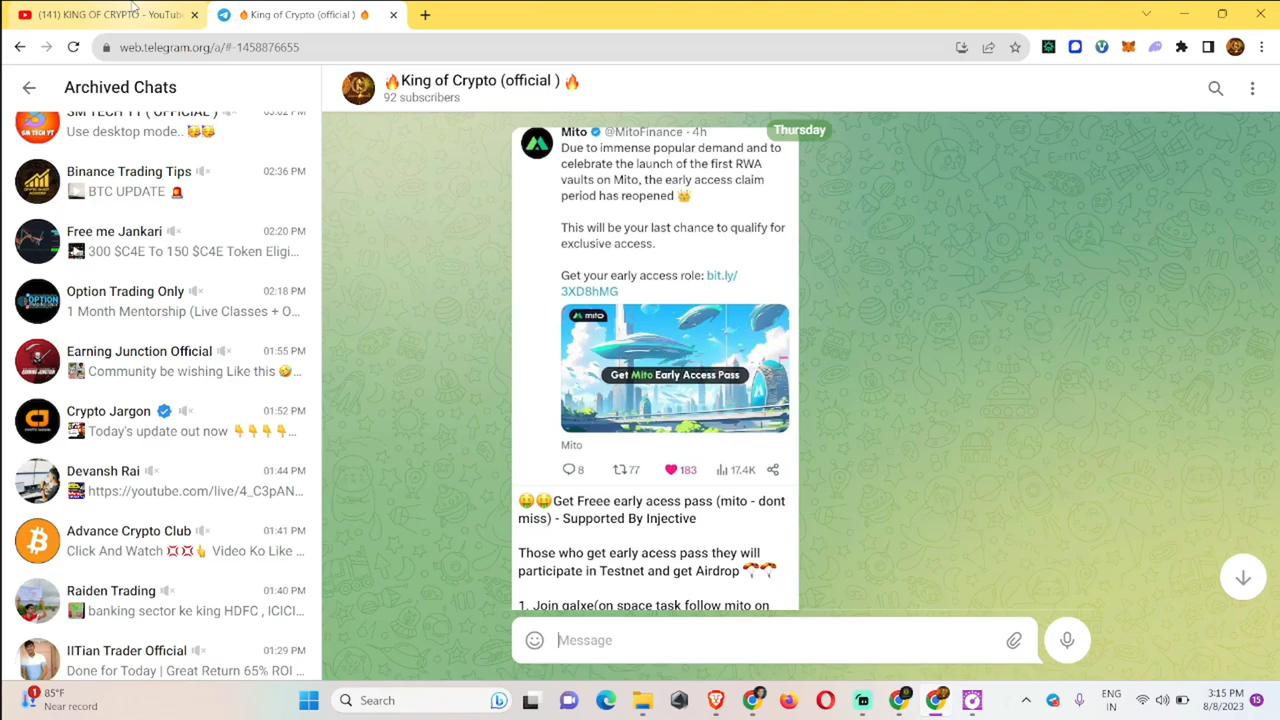 (141) KING OF CRYPTO - YouTube
🔥King of Crypto (official ) 🔥
web.telegram.org/a/#-1458876655
Archived Chats
🔥King of Crypto (official ) 🔥
92 subscribers
SM TECH YT ( OFFICIAL )
03:02 PM
Use desktop mode.. 🥰🥰
Binance Trading Tips
02:36 PM
BTC UPDATE 🚨
Free me Jankari
02:20 PM
300 $C4E To 150 $C4E Token Eligi...
Option Trading Only
02:18 PM
1 Month Mentorship (Live Classes + O...
Earning Junction Official
01:55 PM
Community be wishing Like this 🤣...
Crypto Jargon
01:52 PM
Today's update out now 👇👇👇👇...
Devansh Rai
01:44 PM
https://youtube.com/live/4_C3pAN...
Advance Crypto Club
01:41 PM
Click And Watch 💢💢👆 Video Ko Like ...
Raiden Trading
01:40 PM
banking sector ke king HDFC , ICICI...
IITian Trader Official
01:29 PM
Done for Today | Great Return 65% ROI ...
Thursday
Mito @MitoFinance · 4h
Due to immense popular demand and to
celebrate the launch of the first RWA
vaults on Mito, the early access claim
period has reopened 👑
This will be your last chance to qualify for
exclusive access.
Get your early access role: bit.ly/
3XD8hMG
mito
Get Mito Early Access Pass
Mito
8 77 183 17.4K
🤑🤑Get Freee early acess pass (mito - dont
miss) - Supported By Injective
Those who get early acess pass they will
participate in Testnet and get Airdrop 🪂🪂
1. Join galxe(on space task follow mito on
Message
1
85°F
Near record
Search
ENG
IN
3:15 PM
8/8/2023
15